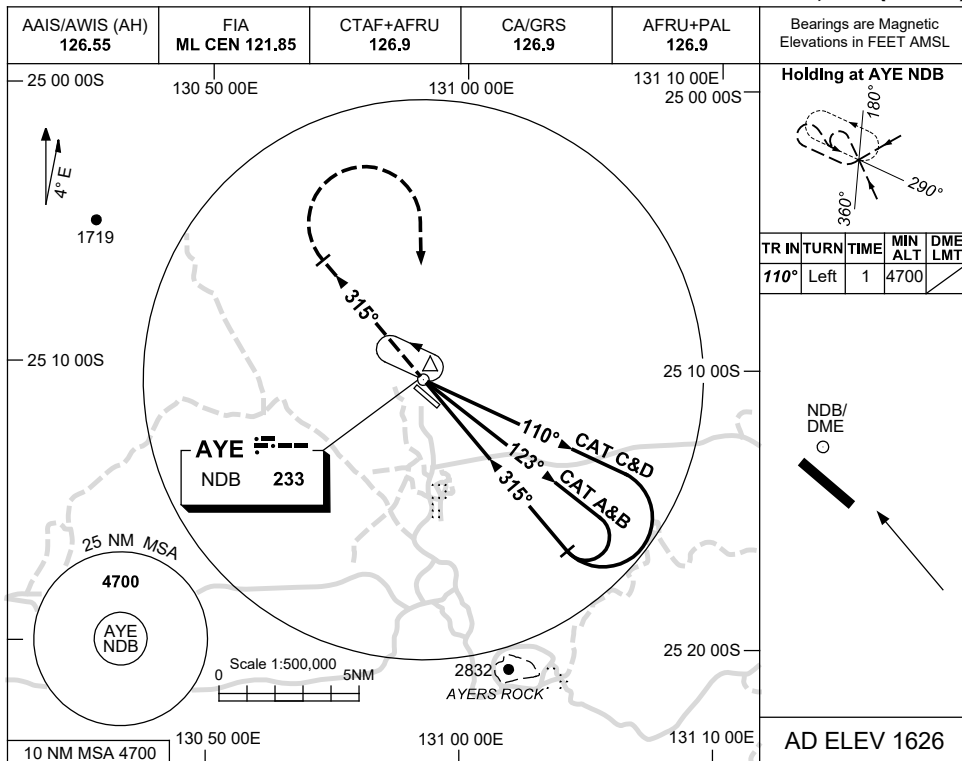 AAIS/AWIS (AH)
126.55
FIA
ML CEN 121.85
CTAF+AFRU
126.9
CA/GRS
126.9
AFRU+PAL
126.9
Bearings are Magnetic
Elevations in FEET AMSL
25 00 00S
130 50 00E
131 00 00E
131 10 00E
25 00 00S
4° E
1719
315°
25 10 00S
25 10 00S
110°
CAT C&D
123°
CAT A&B
315°
AYE
NDB 233
25 NM MSA
4700
AYE
NDB
Scale 1:500,000
0
5NM
2832
AYERS ROCK
25 20 00S
130 50 00E
131 00 00E
131 10 00E
10 NM MSA 4700
Holding at AYE NDB
180°
290°
360°
TR IN TURN TIME MIN ALT DME LMT
110° Left 1 4700
NDB/
DME
AD ELEV 1626